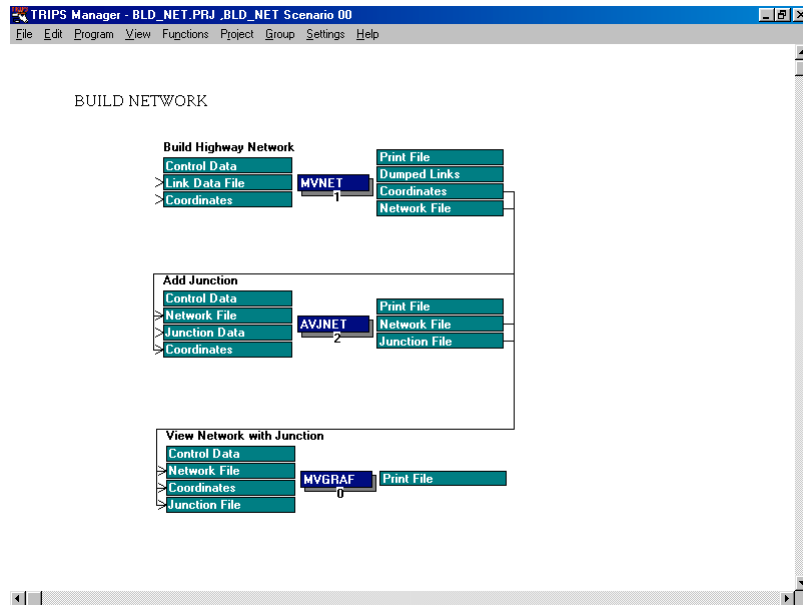 TRIPS Manager - BLD_NET.PRJ ,BLD_NET Scenario 00
File Edit Program View Functions Project Group Settings Help
BUILD NETWORK
Build Highway Network
Control Data
Link Data File
Coordinates
MVNET
1
Print File
Dumped Links
Coordinates
Network File
Add Junction
Control Data
Network File
Junction Data
Coordinates
AVJNET
2
Print File
Network File
Junction File
View Network with Junction
Control Data
Network File
Coordinates
Junction File
MVGRAF
0
Print File